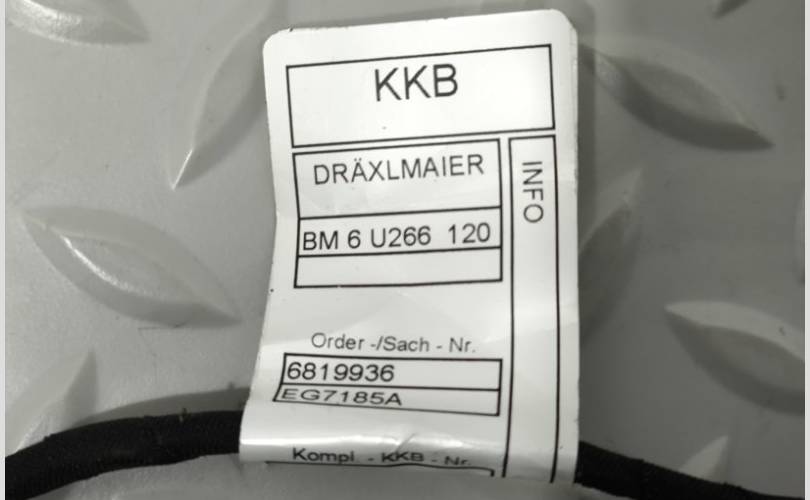 KKB
DRÄXLMAIER
INFO
BM 6 U266 120
Order -/Sach - Nr.
6819936
EG7185A
Kompl. - KKB - Nr.